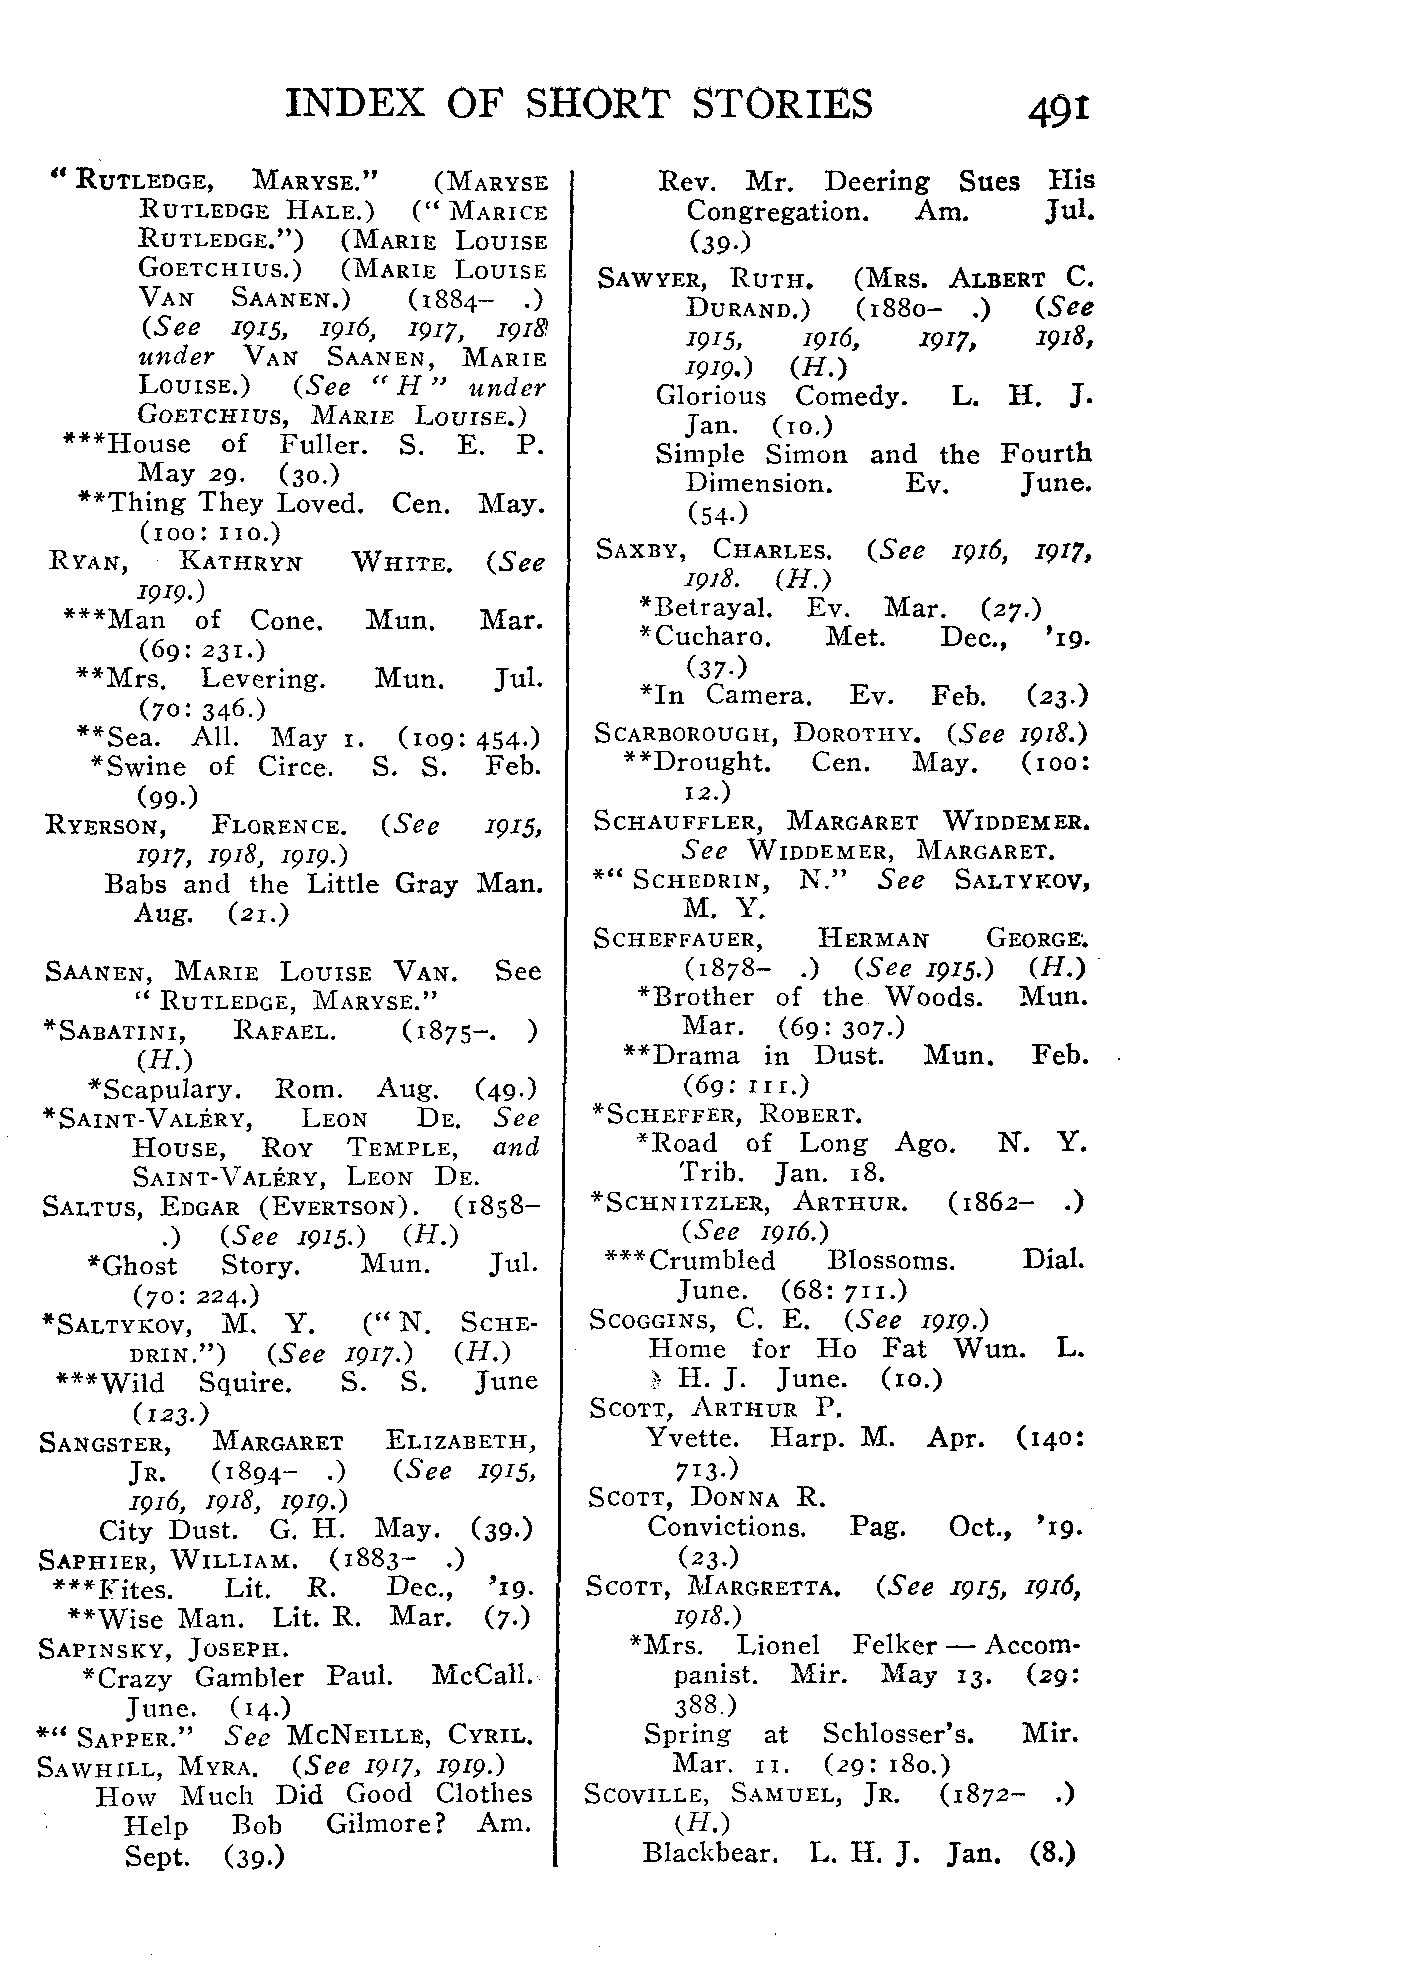 INDEX OF SHORT STORIES 491
“ RUTLEDGE, MARYSE.” (MARYSE
RUTLEDGE HALE.) (“ MARICE
RUTLEDGE.”) (MARIE LOUISE
GOETCHIUS.) (MARIE LOUISE
VAN SAANEN.) (1884– .)
(See 1915, 1916, 1917, 1918
under VAN SAANEN, MARIE
LOUISE.) (See “ H ” under
GOETCHIUS, MARIE LOUISE.)
***House of Fuller. S. E. P.
May 29. (30.)
**Thing They Loved. Cen. May.
(100: 110.)
RYAN, KATHRYN WHITE. (See
1919.)
***Man of Cone. Mun. Mar.
(69: 231.)
**Mrs. Levering. Mun. Jul.
(70: 346.)
**Sea. All. May 1. (109: 454.)
*Swine of Circe. S. S. Feb.
(99.)
RYERSON, FLORENCE. (See 1915,
1917, 1918, 1919.)
Babs and the Little Gray Man.
Aug. (21.)
SAANEN, MARIE LOUISE VAN. See
“ RUTLEDGE, MARYSE.”
*SABATINI, RAFAEL. (1875–. )
(H.)
*Scapulary. Rom. Aug. (49.)
*SAINT-VALÉRY, LEON DE. See
HOUSE, ROY TEMPLE, and
SAINT-VALÉRY, LEON DE.
SALTUS, EDGAR (EVERTSON). (1858–
.) (See 1915.) (H.)
*Ghost Story. Mun. Jul.
(70: 224.)
*SALTYKOV, M. Y. (“ N. SCHE-
DRIN.”) (See 1917.) (H.)
***Wild Squire. S. S. June
(123.)
SANGSTER, MARGARET ELIZABETH,
JR. (1894– .) (See 1915,
1916, 1918, 1919.)
City Dust. G. H. May. (39.)
SAPHIER, WILLIAM. (1883– .)
***Kites. Lit. R. Dec., ’19.
**Wise Man. Lit. R. Mar. (7.)
SAPINSKY, JOSEPH.
*Crazy Gambler Paul. McCall.
June. (14.)
*“ SAPPER.” See MCNEILLE, CYRIL.
SAWHILL, MYRA. (See 1917, 1919.)
How Much Did Good Clothes
Help Bob Gilmore? Am.
Sept. (39.)
Rev. Mr. Deering Sues His
Congregation. Am. Jul.
(39.)
SAWYER, RUTH. (MRS. ALBERT C.
DURAND.) (1880– .) (See
1915, 1916, 1917, 1918,
1919.) (H.)
Glorious Comedy. L. H. J.
Jan. (10.)
Simple Simon and the Fourth
Dimension. Ev. June.
(54.)
SAXBY, CHARLES. (See 1916, 1917,
1918. (H.)
*Betrayal. Ev. Mar. (27.)
*Cucharo. Met. Dec., ’19.
(37.)
*In Camera. Ev. Feb. (23.)
SCARBOROUGH, DOROTHY. (See 1918.)
**Drought. Cen. May. (100:
12.)
SCHAUFFLER, MARGARET WIDDEMER.
See WIDDEMER, MARGARET.
*“ SCHEDRIN, N.” See SALTYKOV,
M. Y.
SCHEFFAUER, HERMAN GEORGE.
(1878– .) (See 1915.) (H.)
*Brother of the Woods. Mun.
Mar. (69: 307.)
**Drama in Dust. Mun. Feb.
(69: 111.)
*SCHEFFER, ROBERT.
*Road of Long Ago. N. Y.
Trib. Jan. 18.
*SCHNITZLER, ARTHUR. (1862– .)
(See 1916.)
***Crumbled Blossoms. Dial.
June. (68: 711.)
SCOGGINS, C. E. (See 1919.)
Home for Ho Fat Wun. L.
H. J. June. (10.)
SCOTT, ARTHUR P.
Yvette. Harp. M. Apr. (140:
713.)
SCOTT, DONNA R.
Convictions. Pag. Oct., ’19.
(23.)
SCOTT, MARGRETTA. (See 1915, 1916,
1918.)
*Mrs. Lionel Felker — Accom-
panist. Mir. May 13. (29:
388.)
Spring at Schlosser’s. Mir.
Mar. 11. (29: 180.)
SCOVILLE, SAMUEL, JR. (1872– .)
(H.)
Blackbear. L. H. J. Jan. (8.)